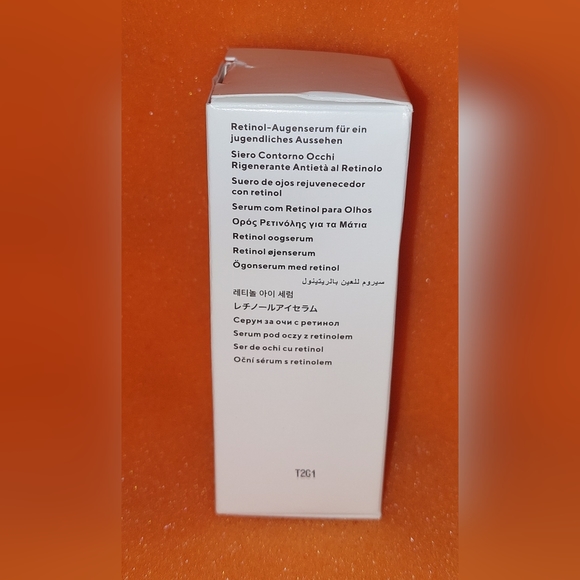 Retinol-Augenserum für ein
jugendliches Aussehen
Siero Contorno Occhi
Rigenerante Antietà al Retinolo
Suero de ojos rejuvenecedor
con retinol
Serum com Retinol para Olhos
Ορός Ρετινόλης για τα Μάτια
Retinol oogserum
Retinol øjenserum
Ögonserum med retinol
سيروم للعين بالريتينول
레티놀 아이 세럼
レチノールアイセラム
Серум за очи с ретинол
Serum pod oczy z retinolem
Ser de ochi cu retinol
Oční sérum s retinolem
T2G1